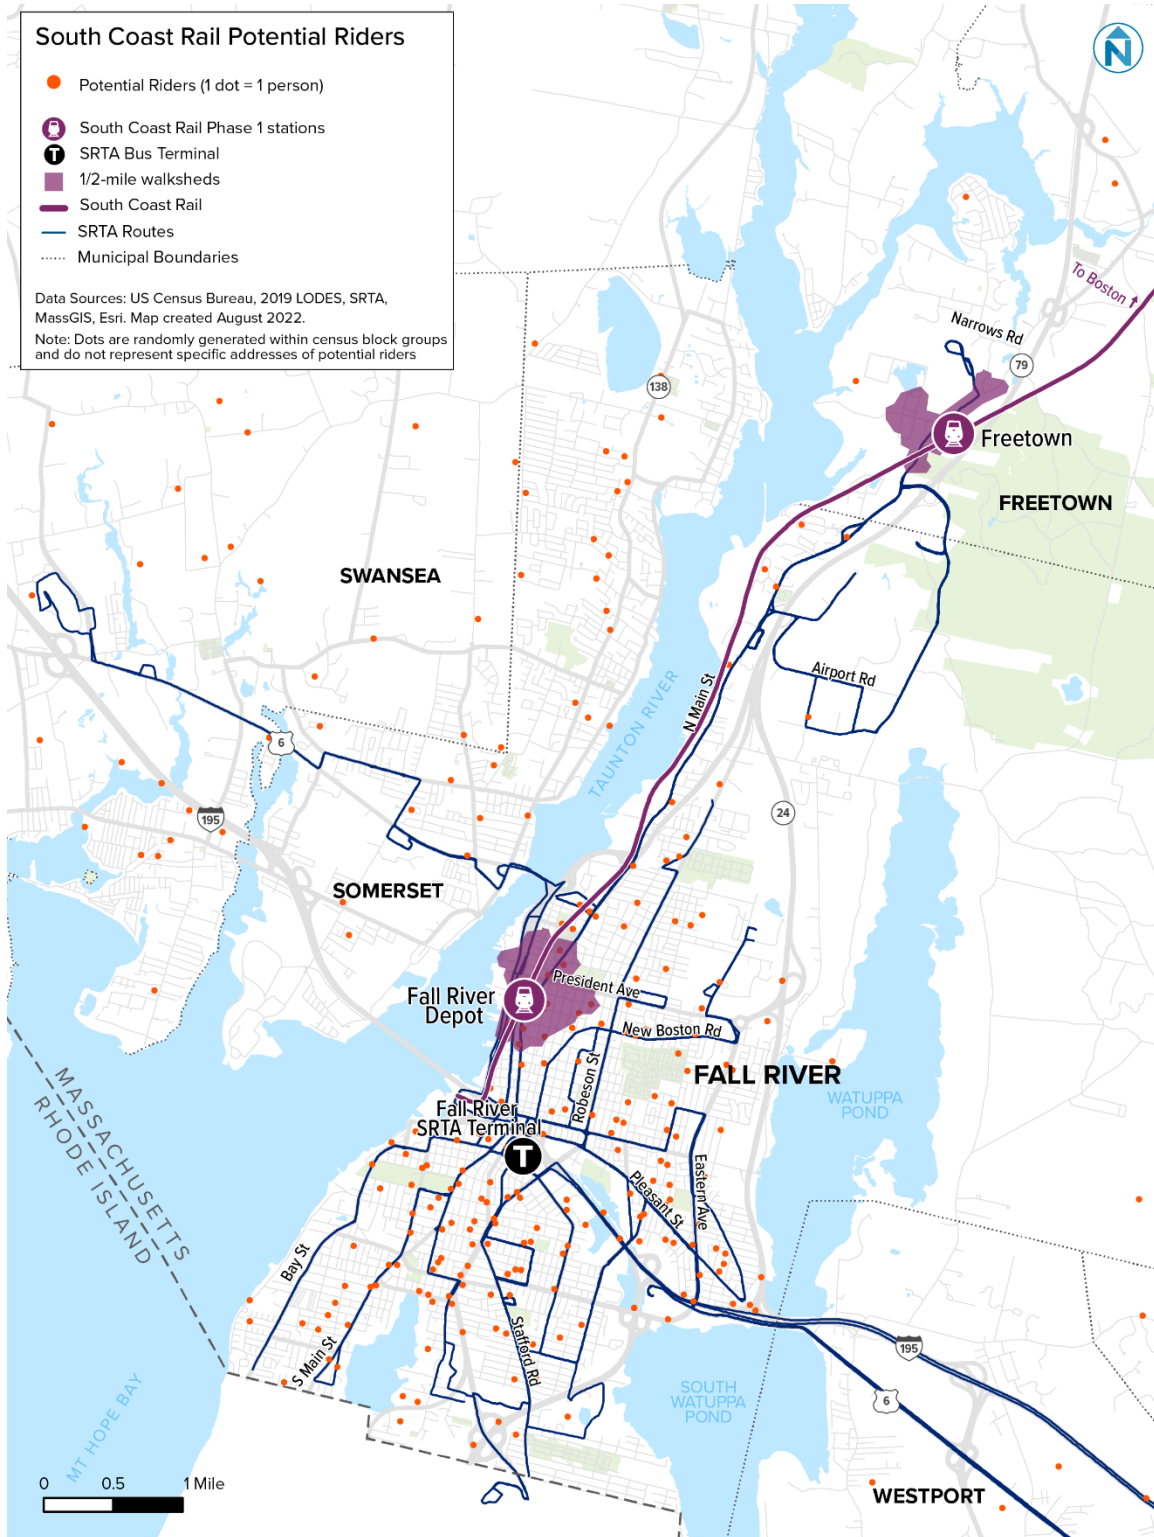 South Coast Rail Potential Riders
Potential Riders (1 dot = 1 person)
South Coast Rail Phase 1 stations
T SRTA Bus Terminal
1/2-mile walksheds
South Coast Rail
SRTA Routes
Municipal Boundaries
Data Sources: US Census Bureau, 2019 LODES, SRTA,
MassGIS, Esri. Map created August 2022.
Note: Dots are randomly generated within census block groups
and do not represent specific addresses of potential riders
N
To Boston
Narrows Rd
79
138
Freetown
FREETOWN
SWANSEA
Airport Rd
N Main St
TAUNTON RIVER
6
195
24
SOMERSET
President Ave
Fall River
Depot
New Boston Rd
FALL RIVER
Robeson St
WATUPPA
POND
MASSACHUSETTS
RHODE ISLAND
Fall River
SRTA Terminal
T
Pleasant St
Eastern Ave
Bay St
S Main St
Stafford Rd
195
6
SOUTH
WATUPPA
POND
MT HOPE BAY
WESTPORT
0 0.5 1 Mile